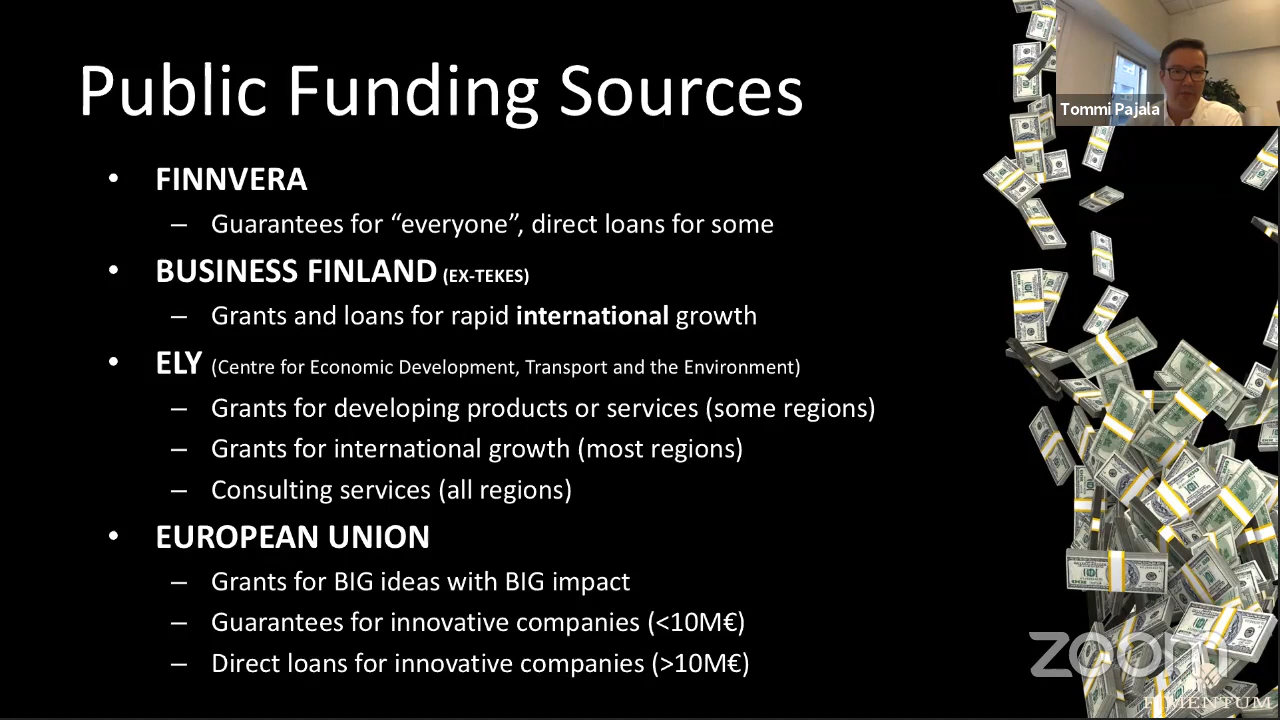 Public Funding Sources
Tommi Pajala
• FINNVERA
– Guarantees for “everyone”, direct loans for some
• BUSINESS FINLAND (EX-TEKES)
– Grants and loans for rapid international growth
• ELY (Centre for Economic Development, Transport and the Environment)
– Grants for developing products or services (some regions)
– Grants for international growth (most regions)
– Consulting services (all regions)
• EUROPEAN UNION
– Grants for BIG ideas with BIG impact
– Guarantees for innovative companies (<10M€)
– Direct loans for innovative companies (>10M€)
zoom